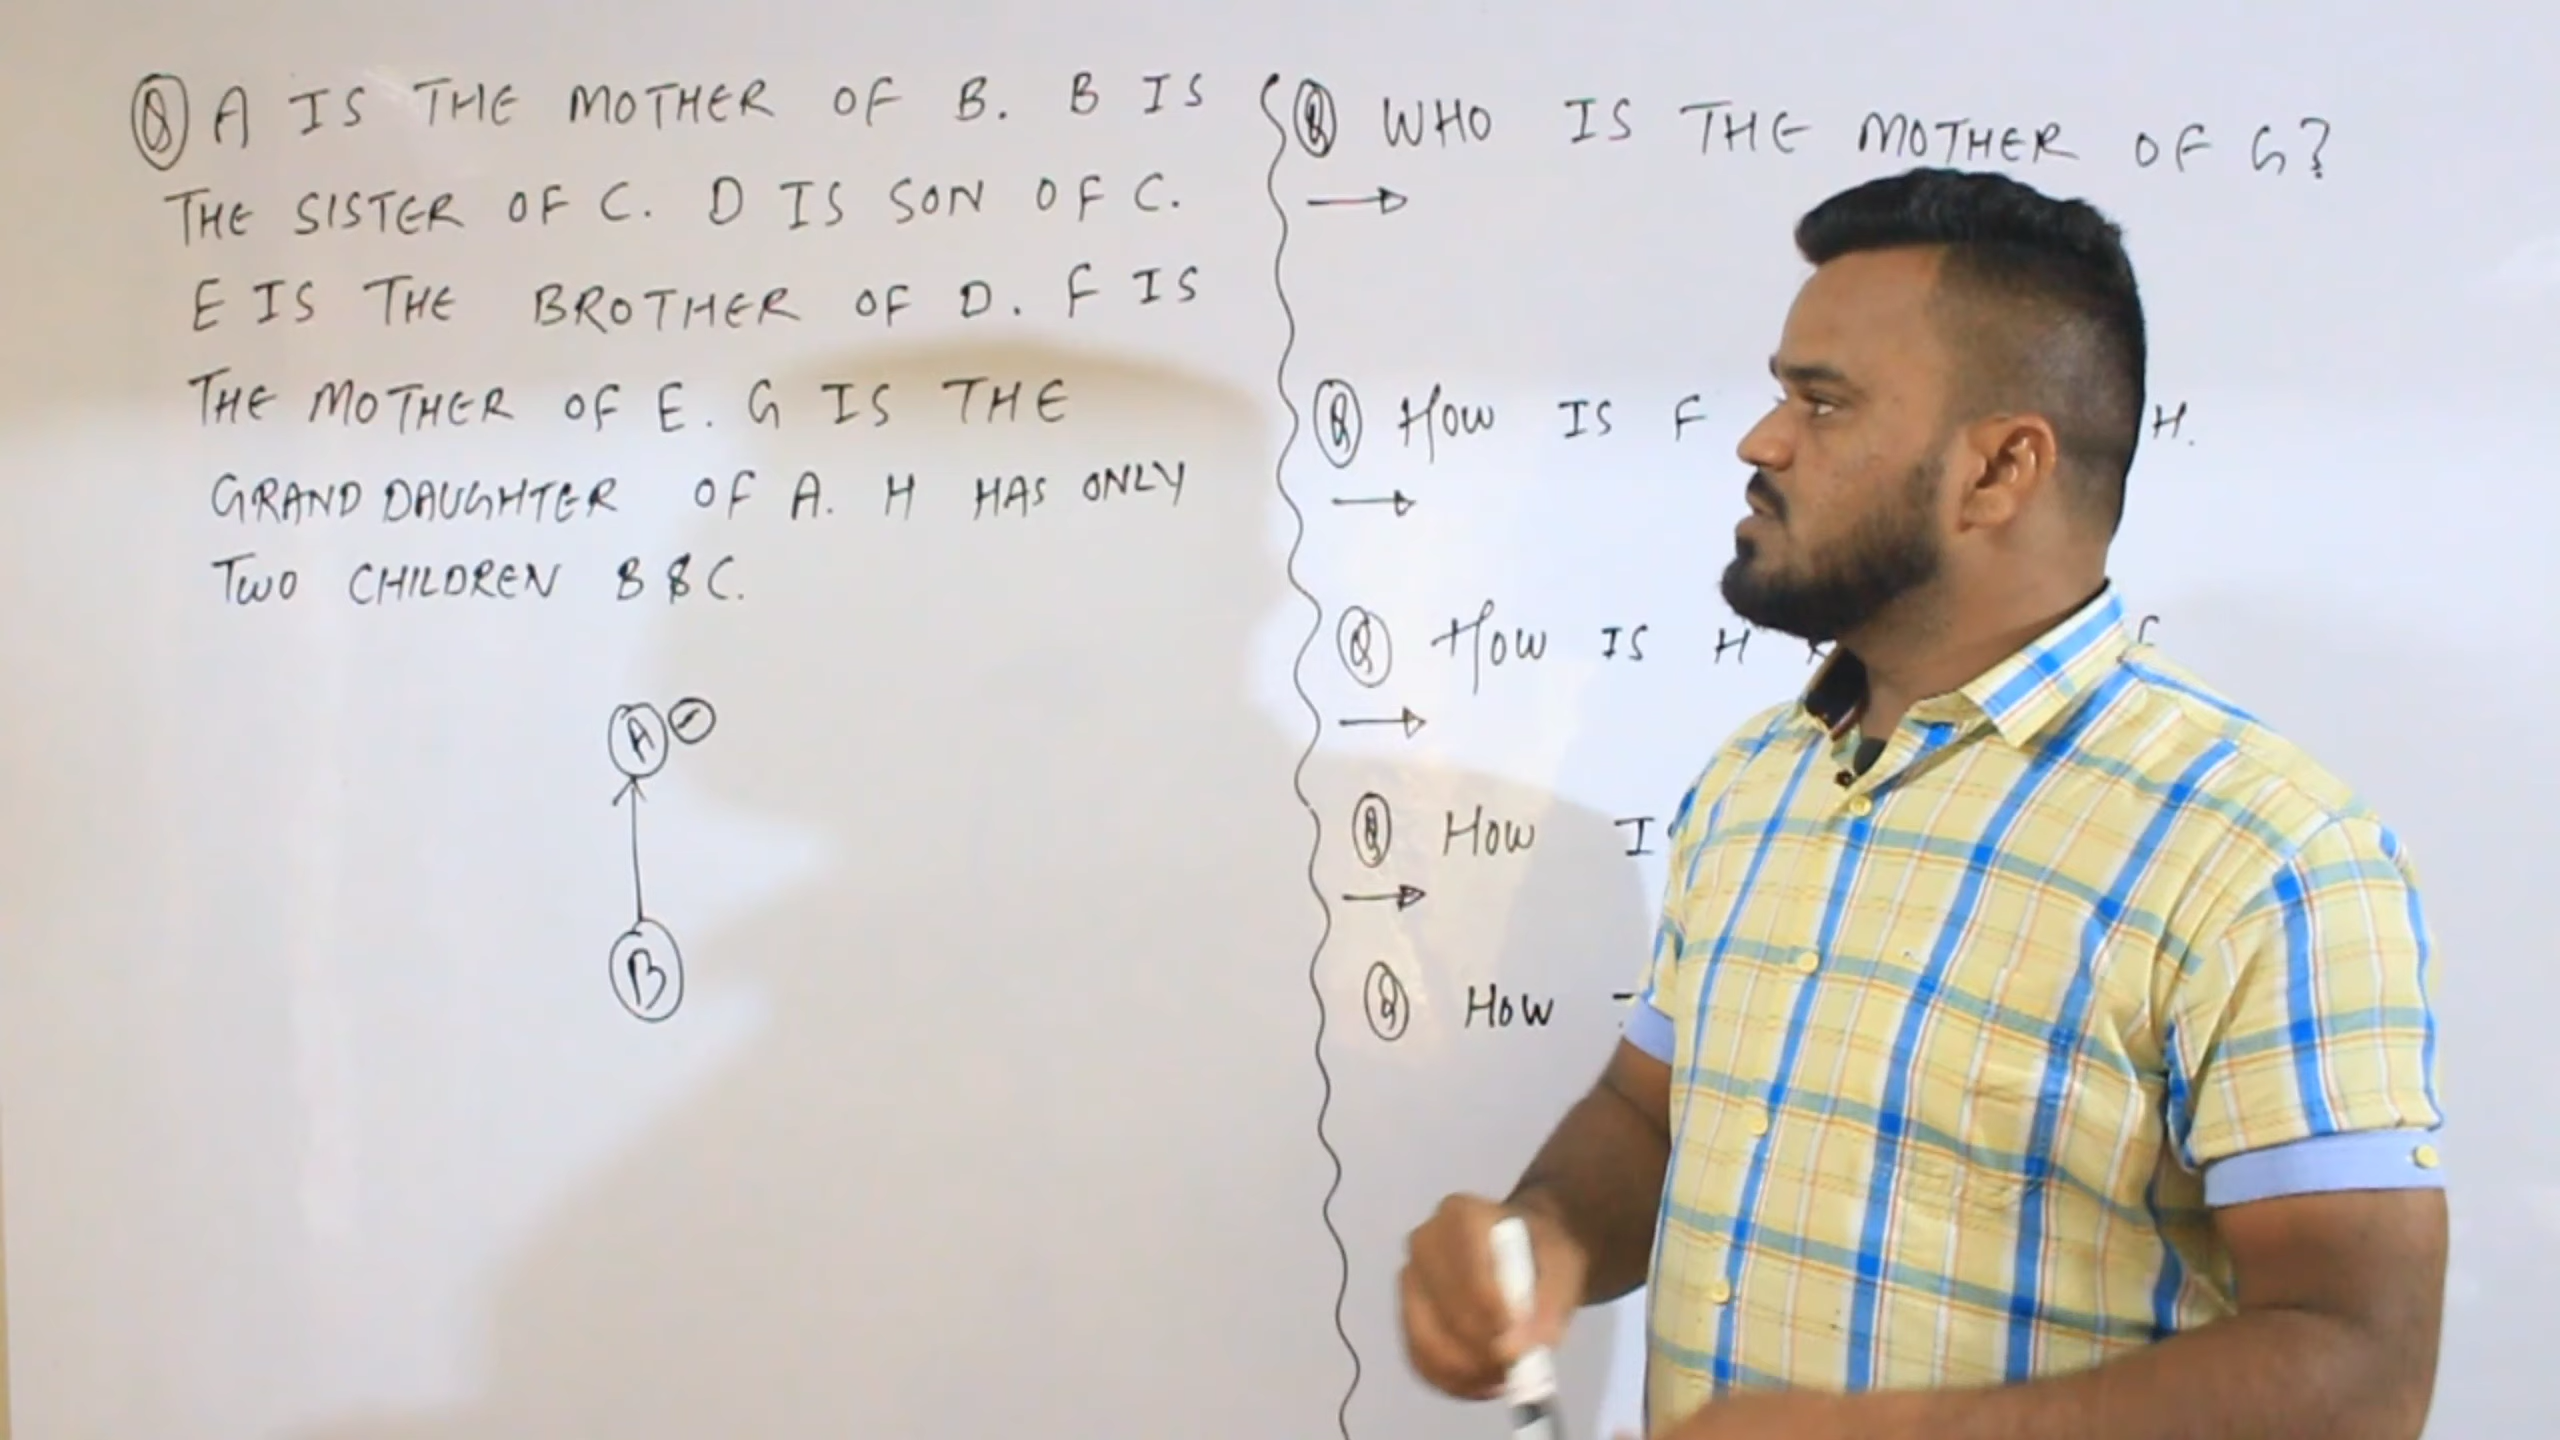 Q A IS THE MOTHER OF B. B IS
THE SISTER OF C. D IS SON OF C.
E IS THE BROTHER OF D. F IS
THE MOTHER OF E. G IS THE
GRAND DAUGHTER OF A. H HAS ONLY
TWO CHILDREN B & C.
A -
B
Q WHO IS THE MOTHER OF G?
Q How IS F H.
Q How IS H
Q How
Q How